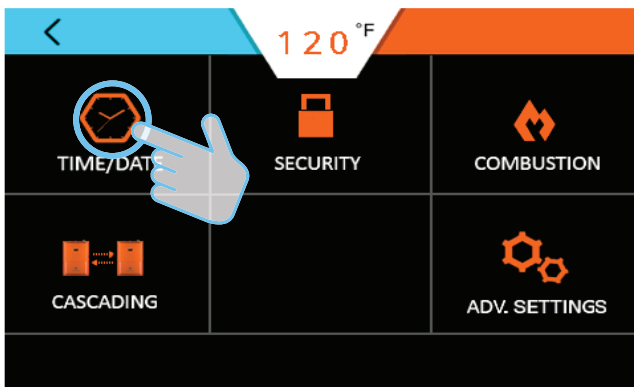 120°F
TIME/DATE
SECURITY
COMBUSTION
CASCADING
ADV. SETTINGS